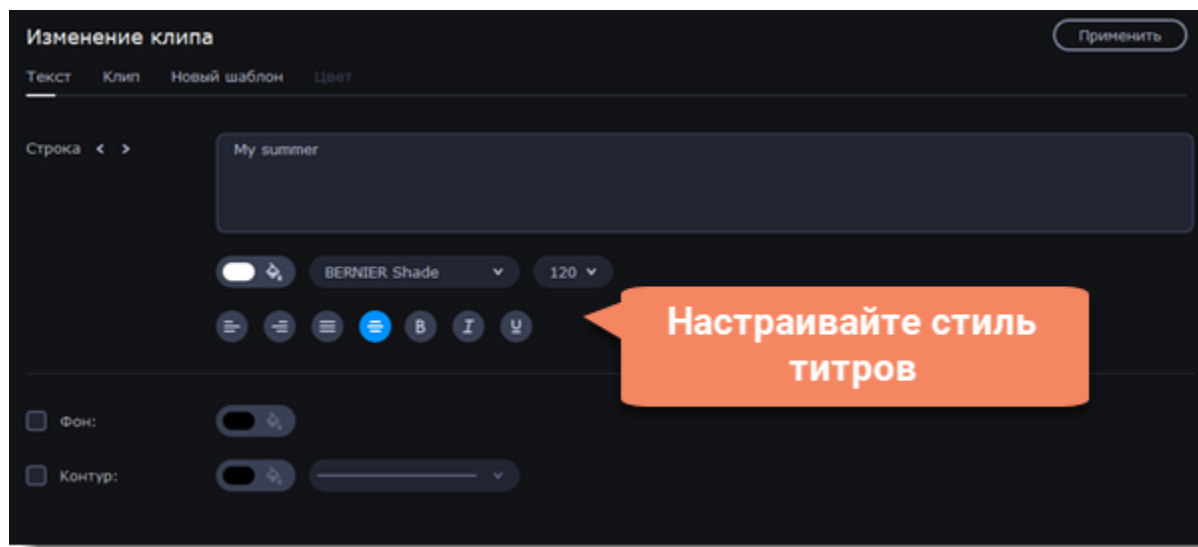 Изменение клипа
Применить
Текст Клип Новый шаблон Цвет
Строка < >
My summer
BERNIER Shade 120
B I U
Настраивайте стиль
титров
Фон:
Контур: